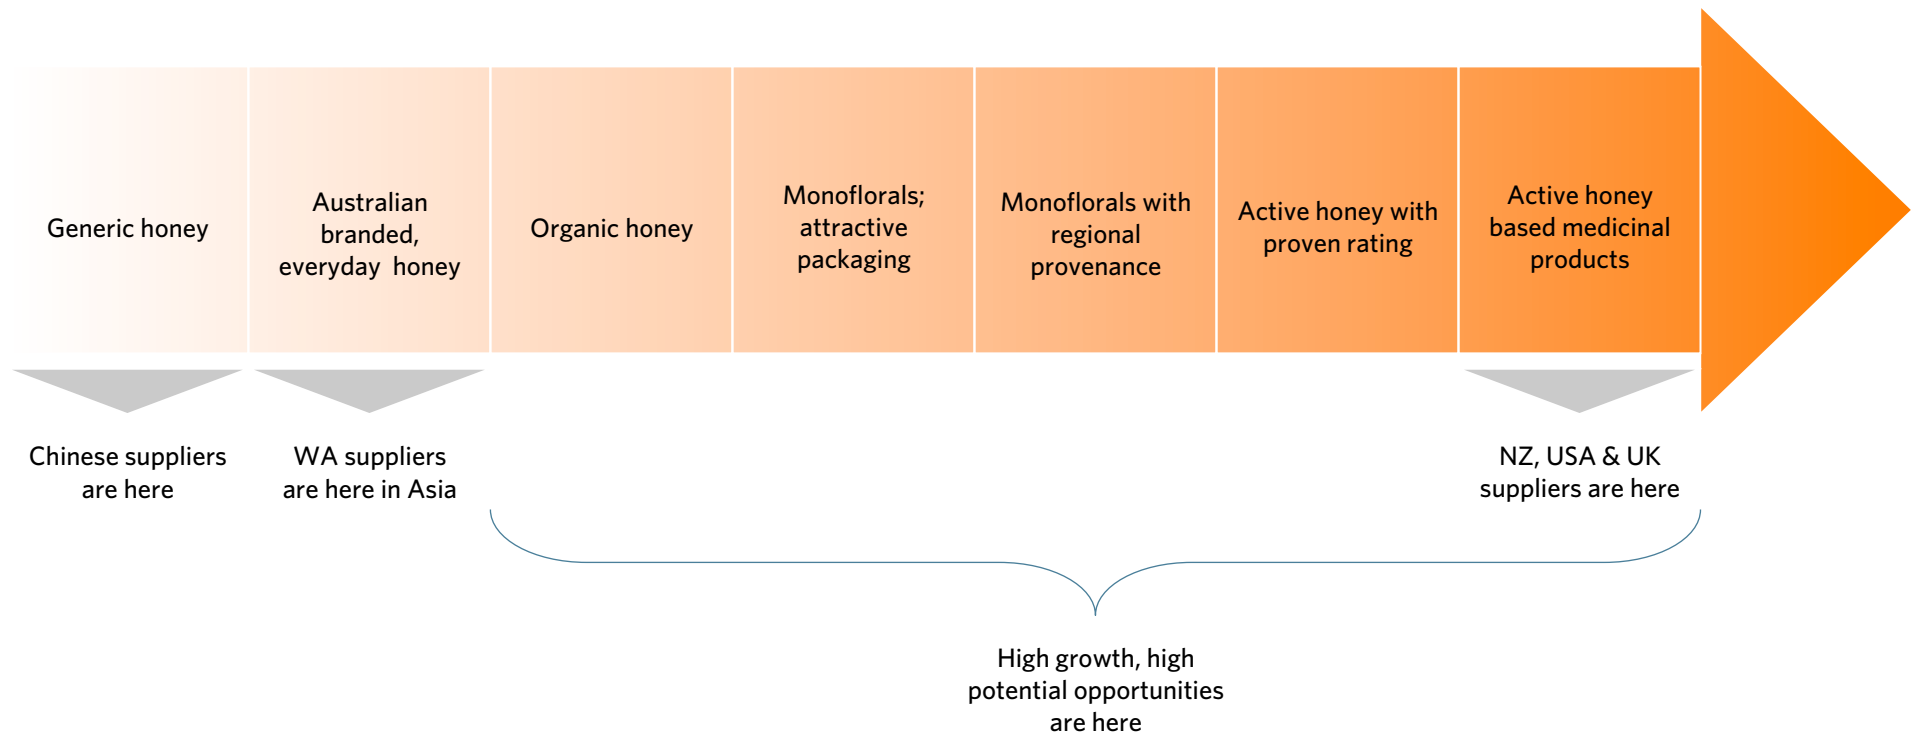 Generic honey
Australian
branded,
everyday honey
Organic honey
Monoflorals;
attractive
packaging
Monoflorals with
regional
provenance
Active honey with
proven rating
Active honey
based medicinal
products
Chinese suppliers
are here
WA suppliers
are here in Asia
NZ, USA & UK
suppliers are here
High growth, high
potential opportunities
are here